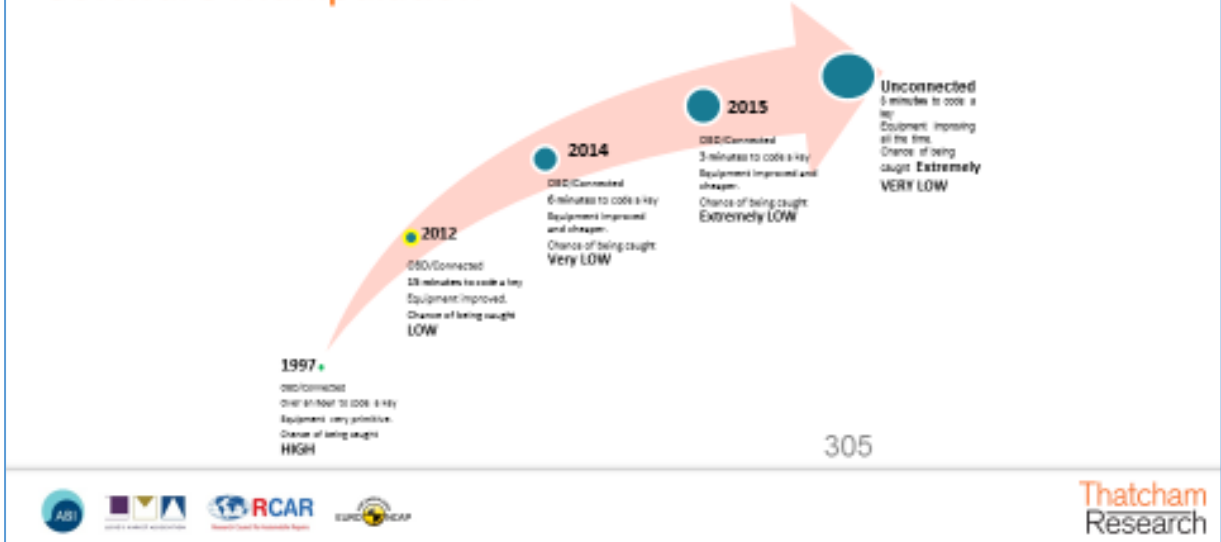 1997
OBD/Connected
Over an hour to code a key
Equipment very primitive.
Chance of being caught
HIGH
2012
OBD/Connected
15 minutes to code a key
Equipment improved.
Chance of being caught
LOW
2014
OBD/Connected
6 minutes to code a key
Equipment improved
and cheaper.
Chance of being caught
Very LOW
2015
OBD/Connected
3 minutes to code a key
Equipment improved and
cheaper.
Chance of being caught
Extremely LOW
Unconnected
minutes to code a
key
Equipment improving
all the time.
Chance of being
caught Extremely
VERY LOW
305
ABI
RCAR
EURO NCAP
Thatcham
Research